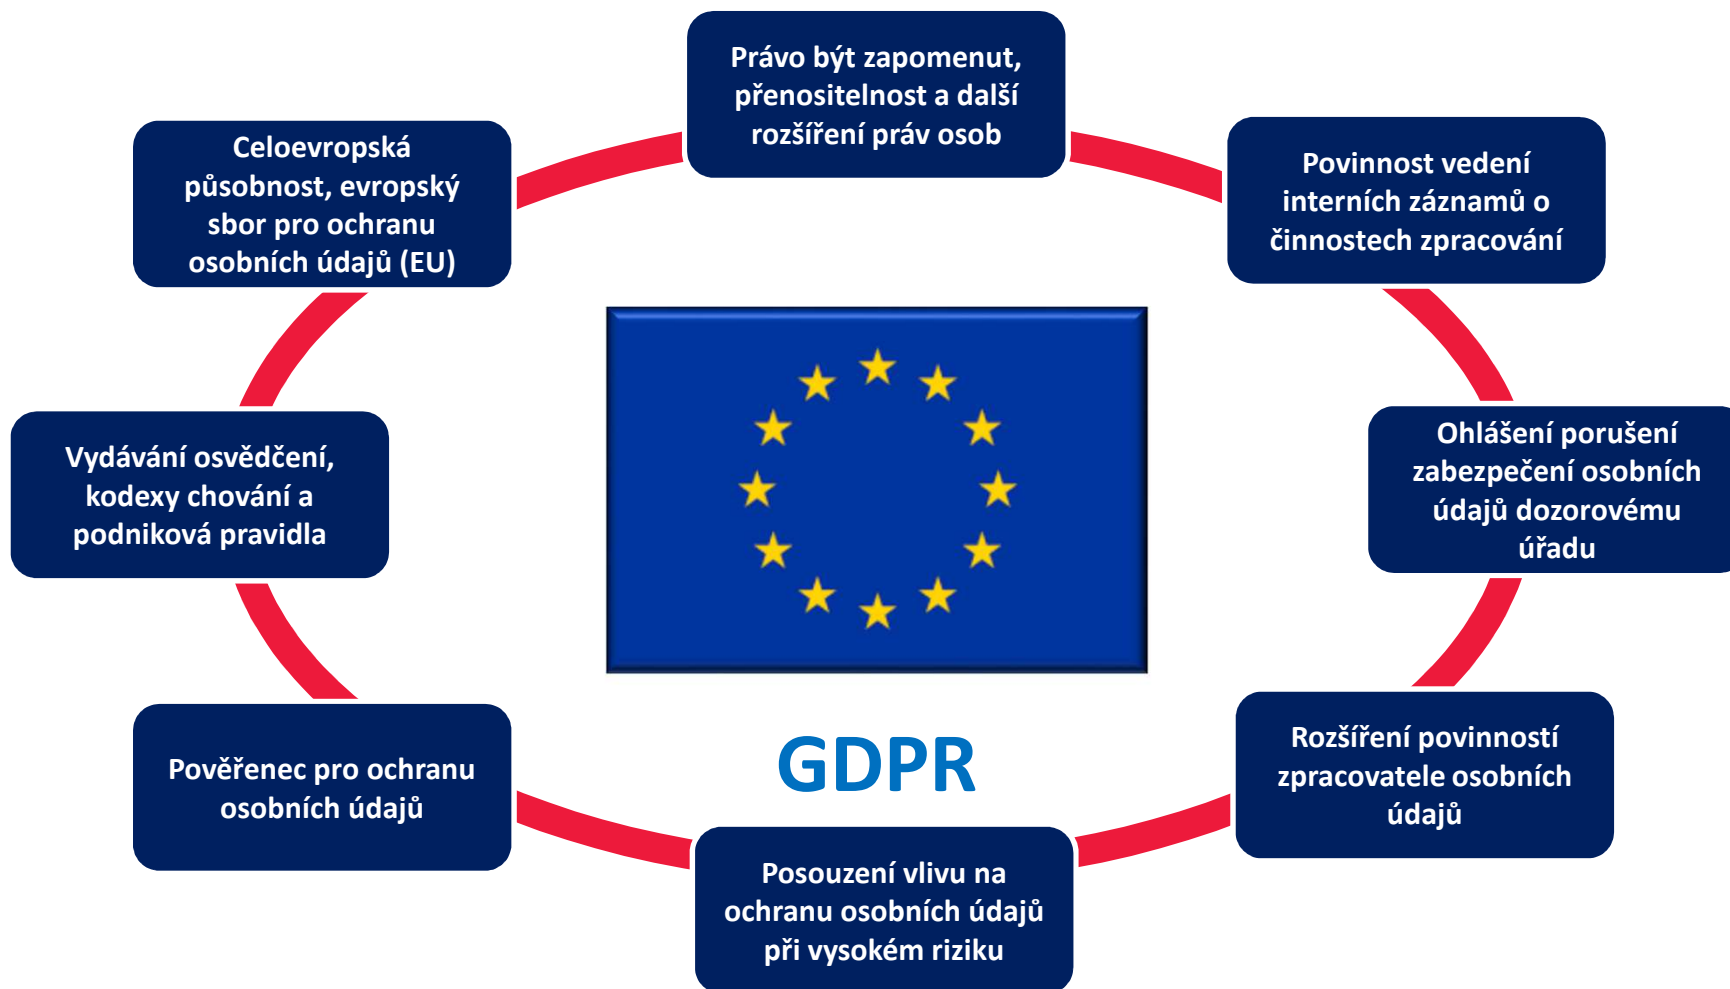 Právo být zapomenut,
přenositelnost a další
rozšíření práv osob
Povinnost vedení
interních záznamů o
činnostech zpracování
Ohlášení porušení
zabezpečení osobních
údajů dozorovému
úřadu
Rozšíření povinností
zpracovatele osobních
údajů
Posouzení vlivu na
ochranu osobních údajů
při vysokém riziku
Pověřenec pro ochranu
osobních údajů
Vydávání osvědčení,
kodexy chování a
podniková pravidla
Celoevropská
působnost, evropský
sbor pro ochranu
osobních údajů (EU)
GDPR